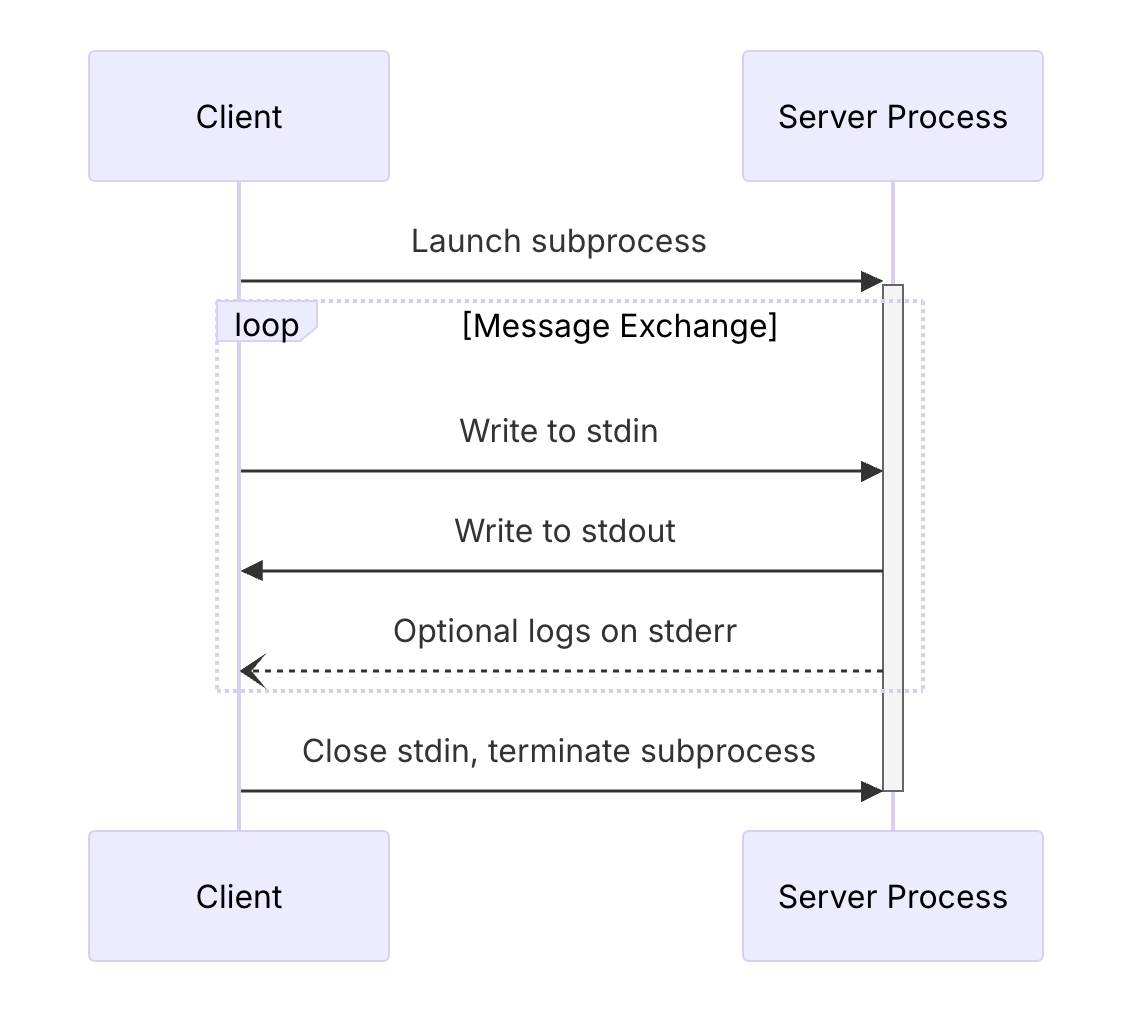 Client
Server Process
Launch subprocess
loop
[Message Exchange]
Write to stdin
Write to stdout
Optional logs on stderr
Close stdin, terminate subprocess
Client
Server Process